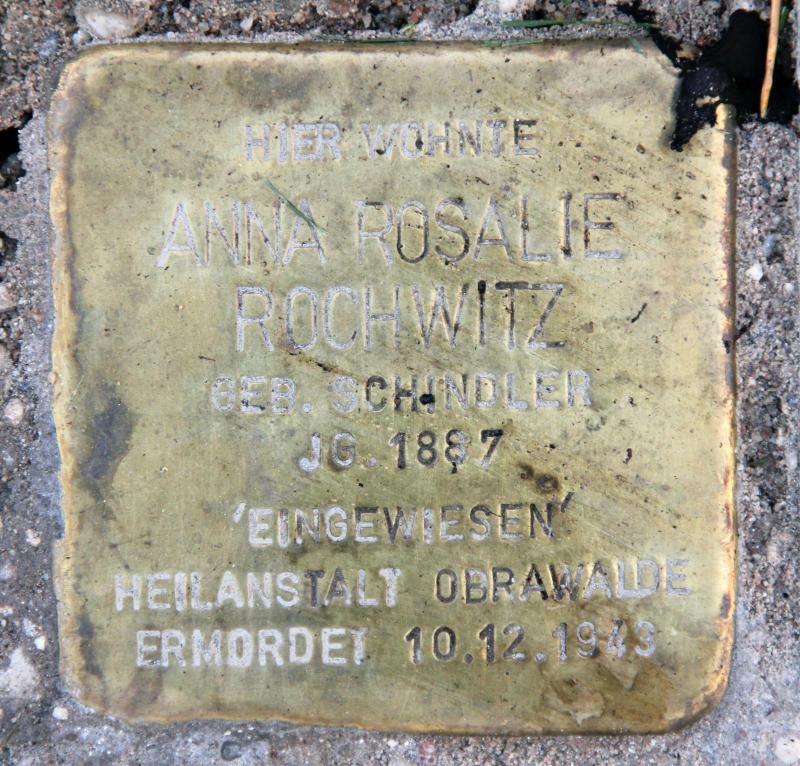 HIER WOHNTE
ANNA ROSALIE
ROCHWITZ
GEB. SCHINDLER
JG. 1887
'EINGEWIESEN'
HEILANSTALT OBRAWALDE
ERMORDET 10.12.1943